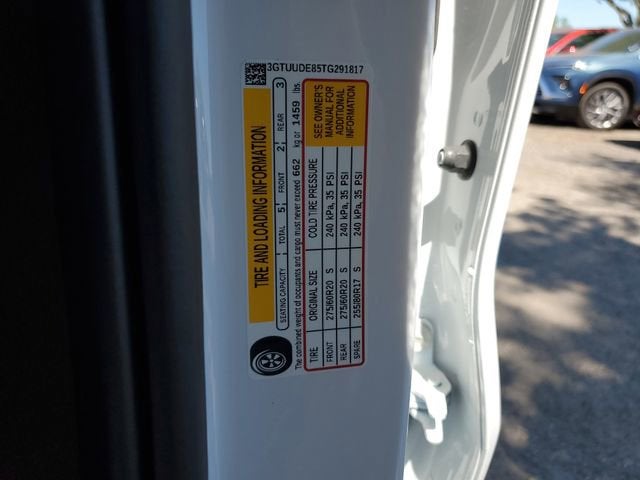 3GTUUDE85TG291817
TIRE AND LOADING INFORMATION
SEATING CAPACITY TOTAL 5 FRONT 2 REAR 3
The combined weight of occupants and cargo must never exceed 662 kg or 1459 lbs.
TIRE ORIGINAL SIZE COLD TIRE PRESSURE
FRONT 275/60R20 S 240 kPa, 35 PSI
REAR 275/60R20 S 240 kPa, 35 PSI
SPARE 255/80R17 S 240 kPa, 35 PSI
SEE OWNER'S
MANUAL FOR
ADDITIONAL
INFORMATION